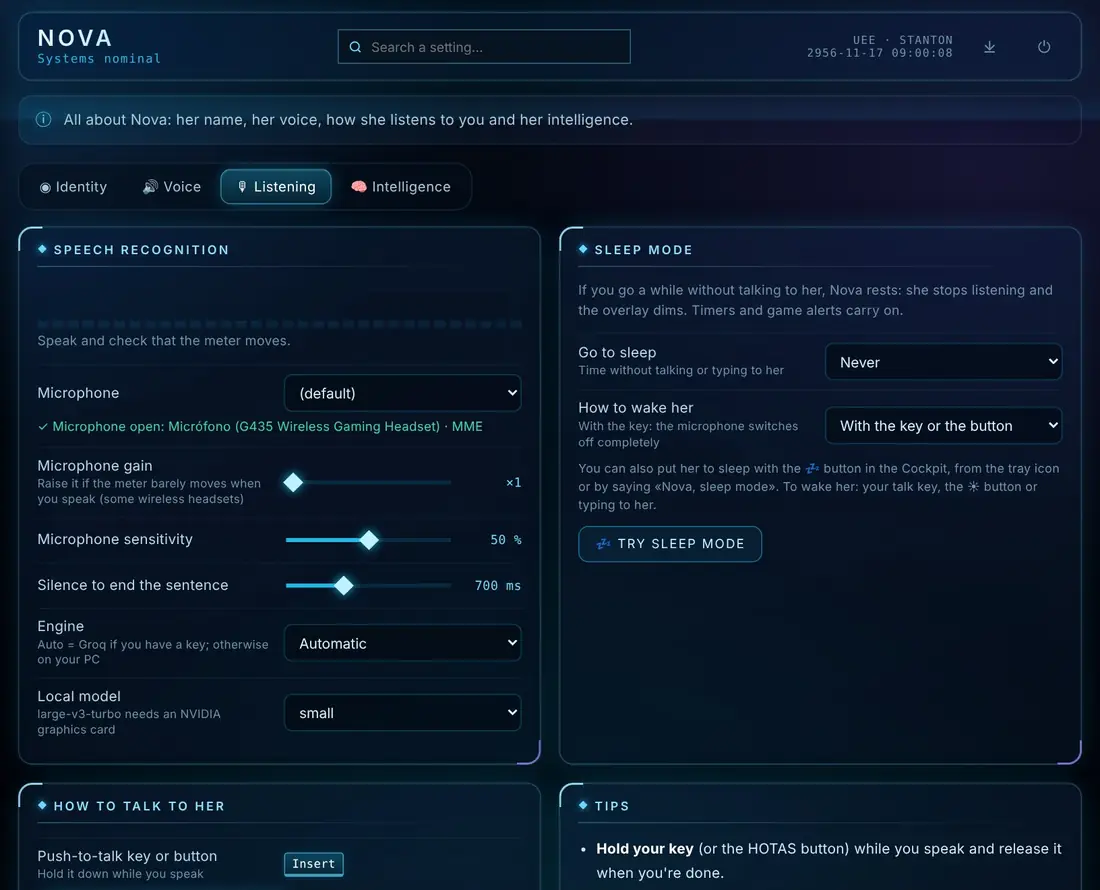 NOVA
Systems nominal
Search a setting...
UEE · STANTON
2956-11-17 09:00:08
All about Nova: her name, her voice, how she listens to you and her intelligence.
Identity
Voice
Listening
Intelligence
SPEECH RECOGNITION
Speak and check that the meter moves.
Microphone
(default)
✓ Microphone open: Micrófono (G435 Wireless Gaming Headset) · MME
Microphone gain
Raise it if the meter barely moves when
you speak (some wireless headsets)
×1
Microphone sensitivity
50 %
Silence to end the sentence
700 ms
Engine
Auto = Groq if you have a key; otherwise
on your PC
Automatic
Local model
large-v3-turbo needs an NVIDIA
graphics card
small
SLEEP MODE
If you go a while without talking to her, Nova rests: she stops listening and
the overlay dims. Timers and game alerts carry on.
Go to sleep
Time without talking or typing to her
Never
How to wake her
With the key: the microphone switches
off completely
With the key or the button
You can also put her to sleep with the 💤 button in the Cockpit, from the tray icon
or by saying «Nova, sleep mode». To wake her: your talk key, the ☀ button or
typing to her.
💤 TRY SLEEP MODE
HOW TO TALK TO HER
Push-to-talk key or button
Hold it down while you speak
Insert
TIPS
• Hold your key (or the HOTAS button) while you speak and release it
when you're done.